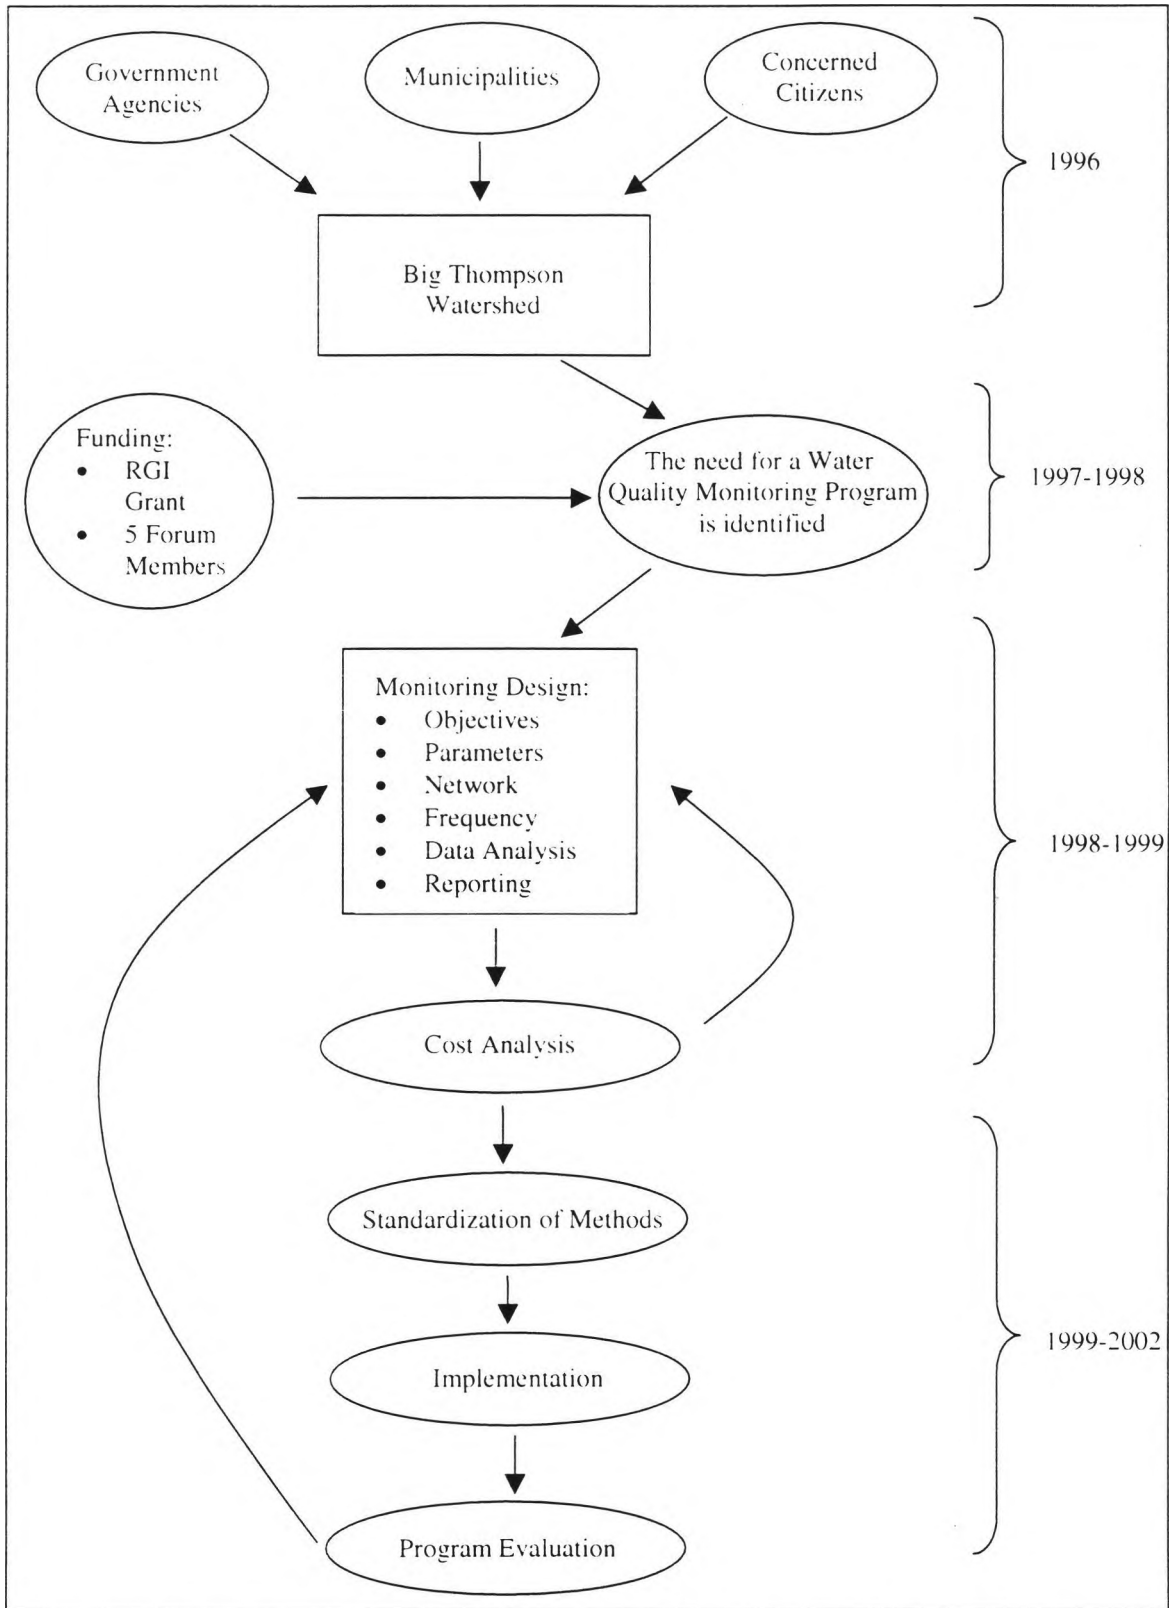 Government
Agencies
Municipalities
Concerned
Citizens
1996
Big Thompson
Watershed
Funding:
• RGI
Grant
• 5 Forum
Members
The need for a Water
Quality Monitoring Program
is identified
1997-1998
Monitoring Design:
• Objectives
• Parameters
• Network
• Frequency
• Data Analysis
• Reporting
1998-1999
Cost Analysis
Standardization of Methods
1999-2002
Implementation
Program Evaluation